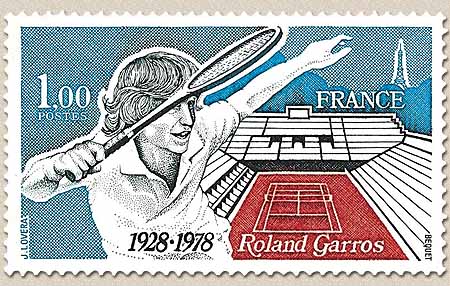 1,00
POSTES
FRANCE
1928·1978
Roland Garros
J. LOVERA
BEQUET